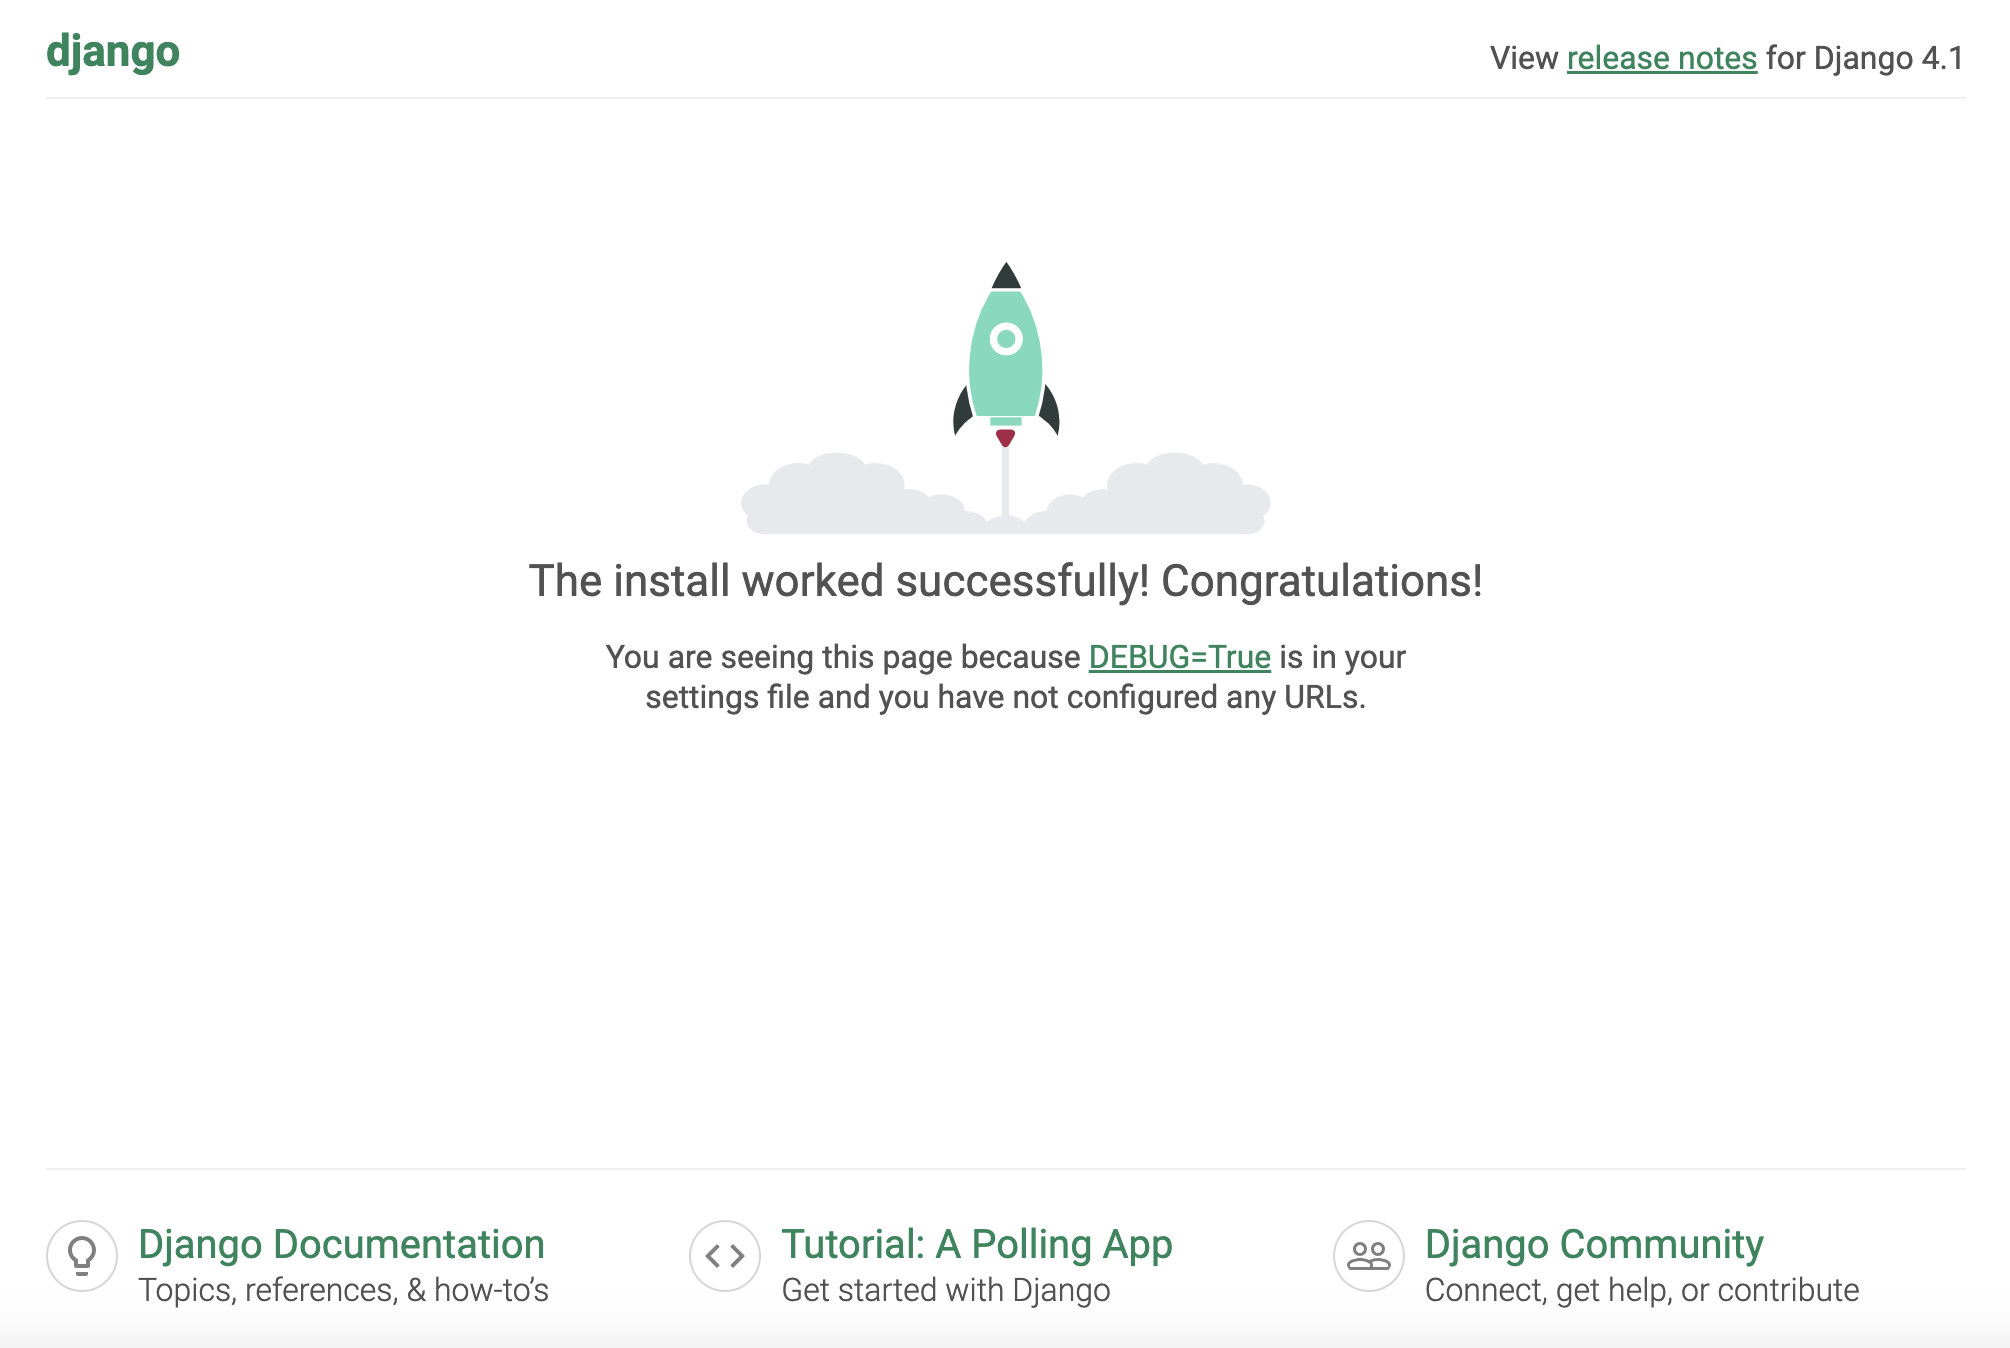 django
View release notes for Django 4.1
The install worked successfully! Congratulations!
You are seeing this page because DEBUG=True is in your
settings file and you have not configured any URLs.
Django Documentation
Topics, references, & how-to’s
Tutorial: A Polling App
Get started with Django
Django Community
Connect, get help, or contribute